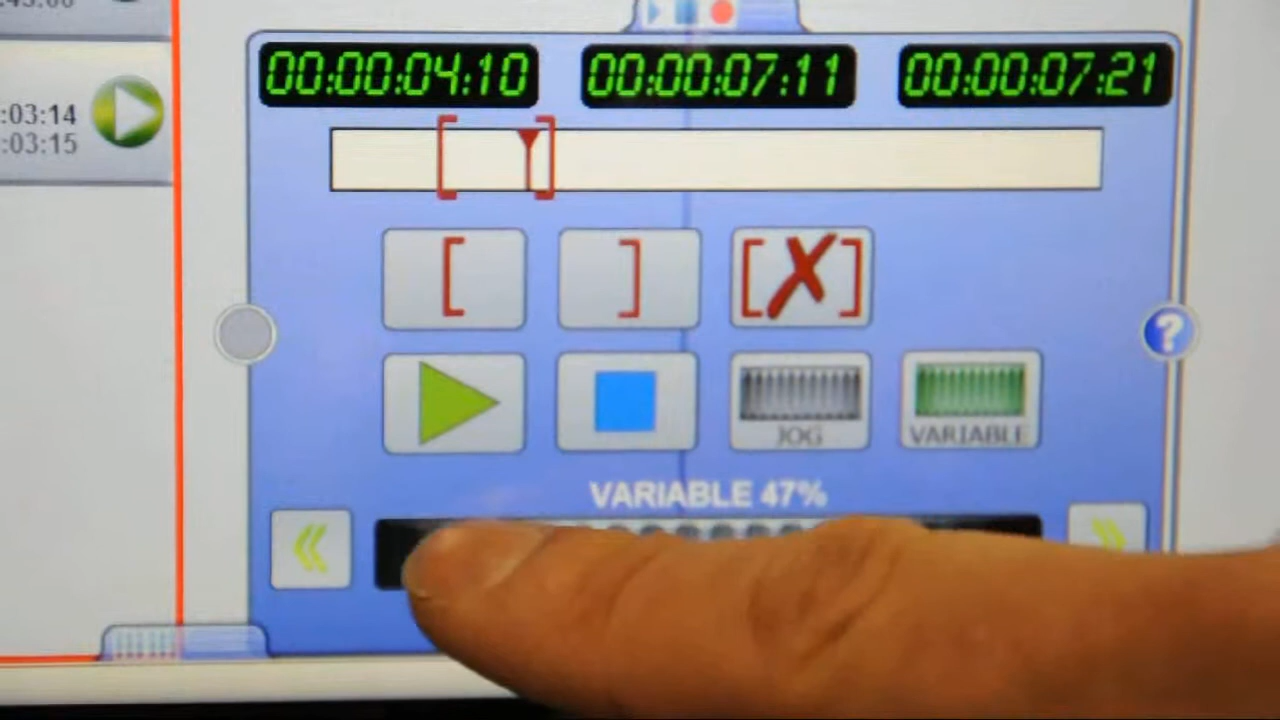 00:00:04:10 00:00:07:11 00:00:07:21
:03:14
:03:15
[ ] [X]
?
JOG VARIABLE
VARIABLE 47%